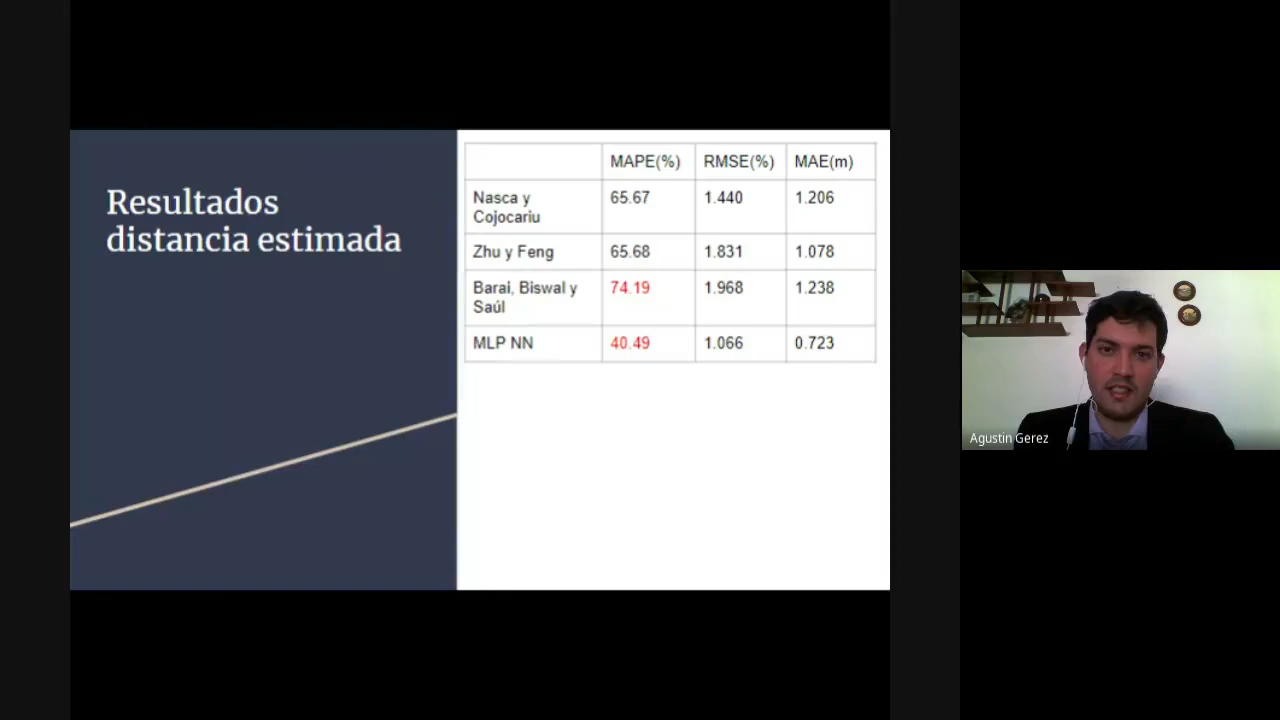 Resultados
distancia estimada
MAPE(%) RMSE(%) MAE(m)
Nasca y
Cojocariu
65.67 1.440 1.206
Zhu y Feng 65.68 1.831 1.078
Barai, Biswal y
Saúl
74.19 1.968 1.238
MLP NN 40.49 1.066 0.723
Agustin Gerez